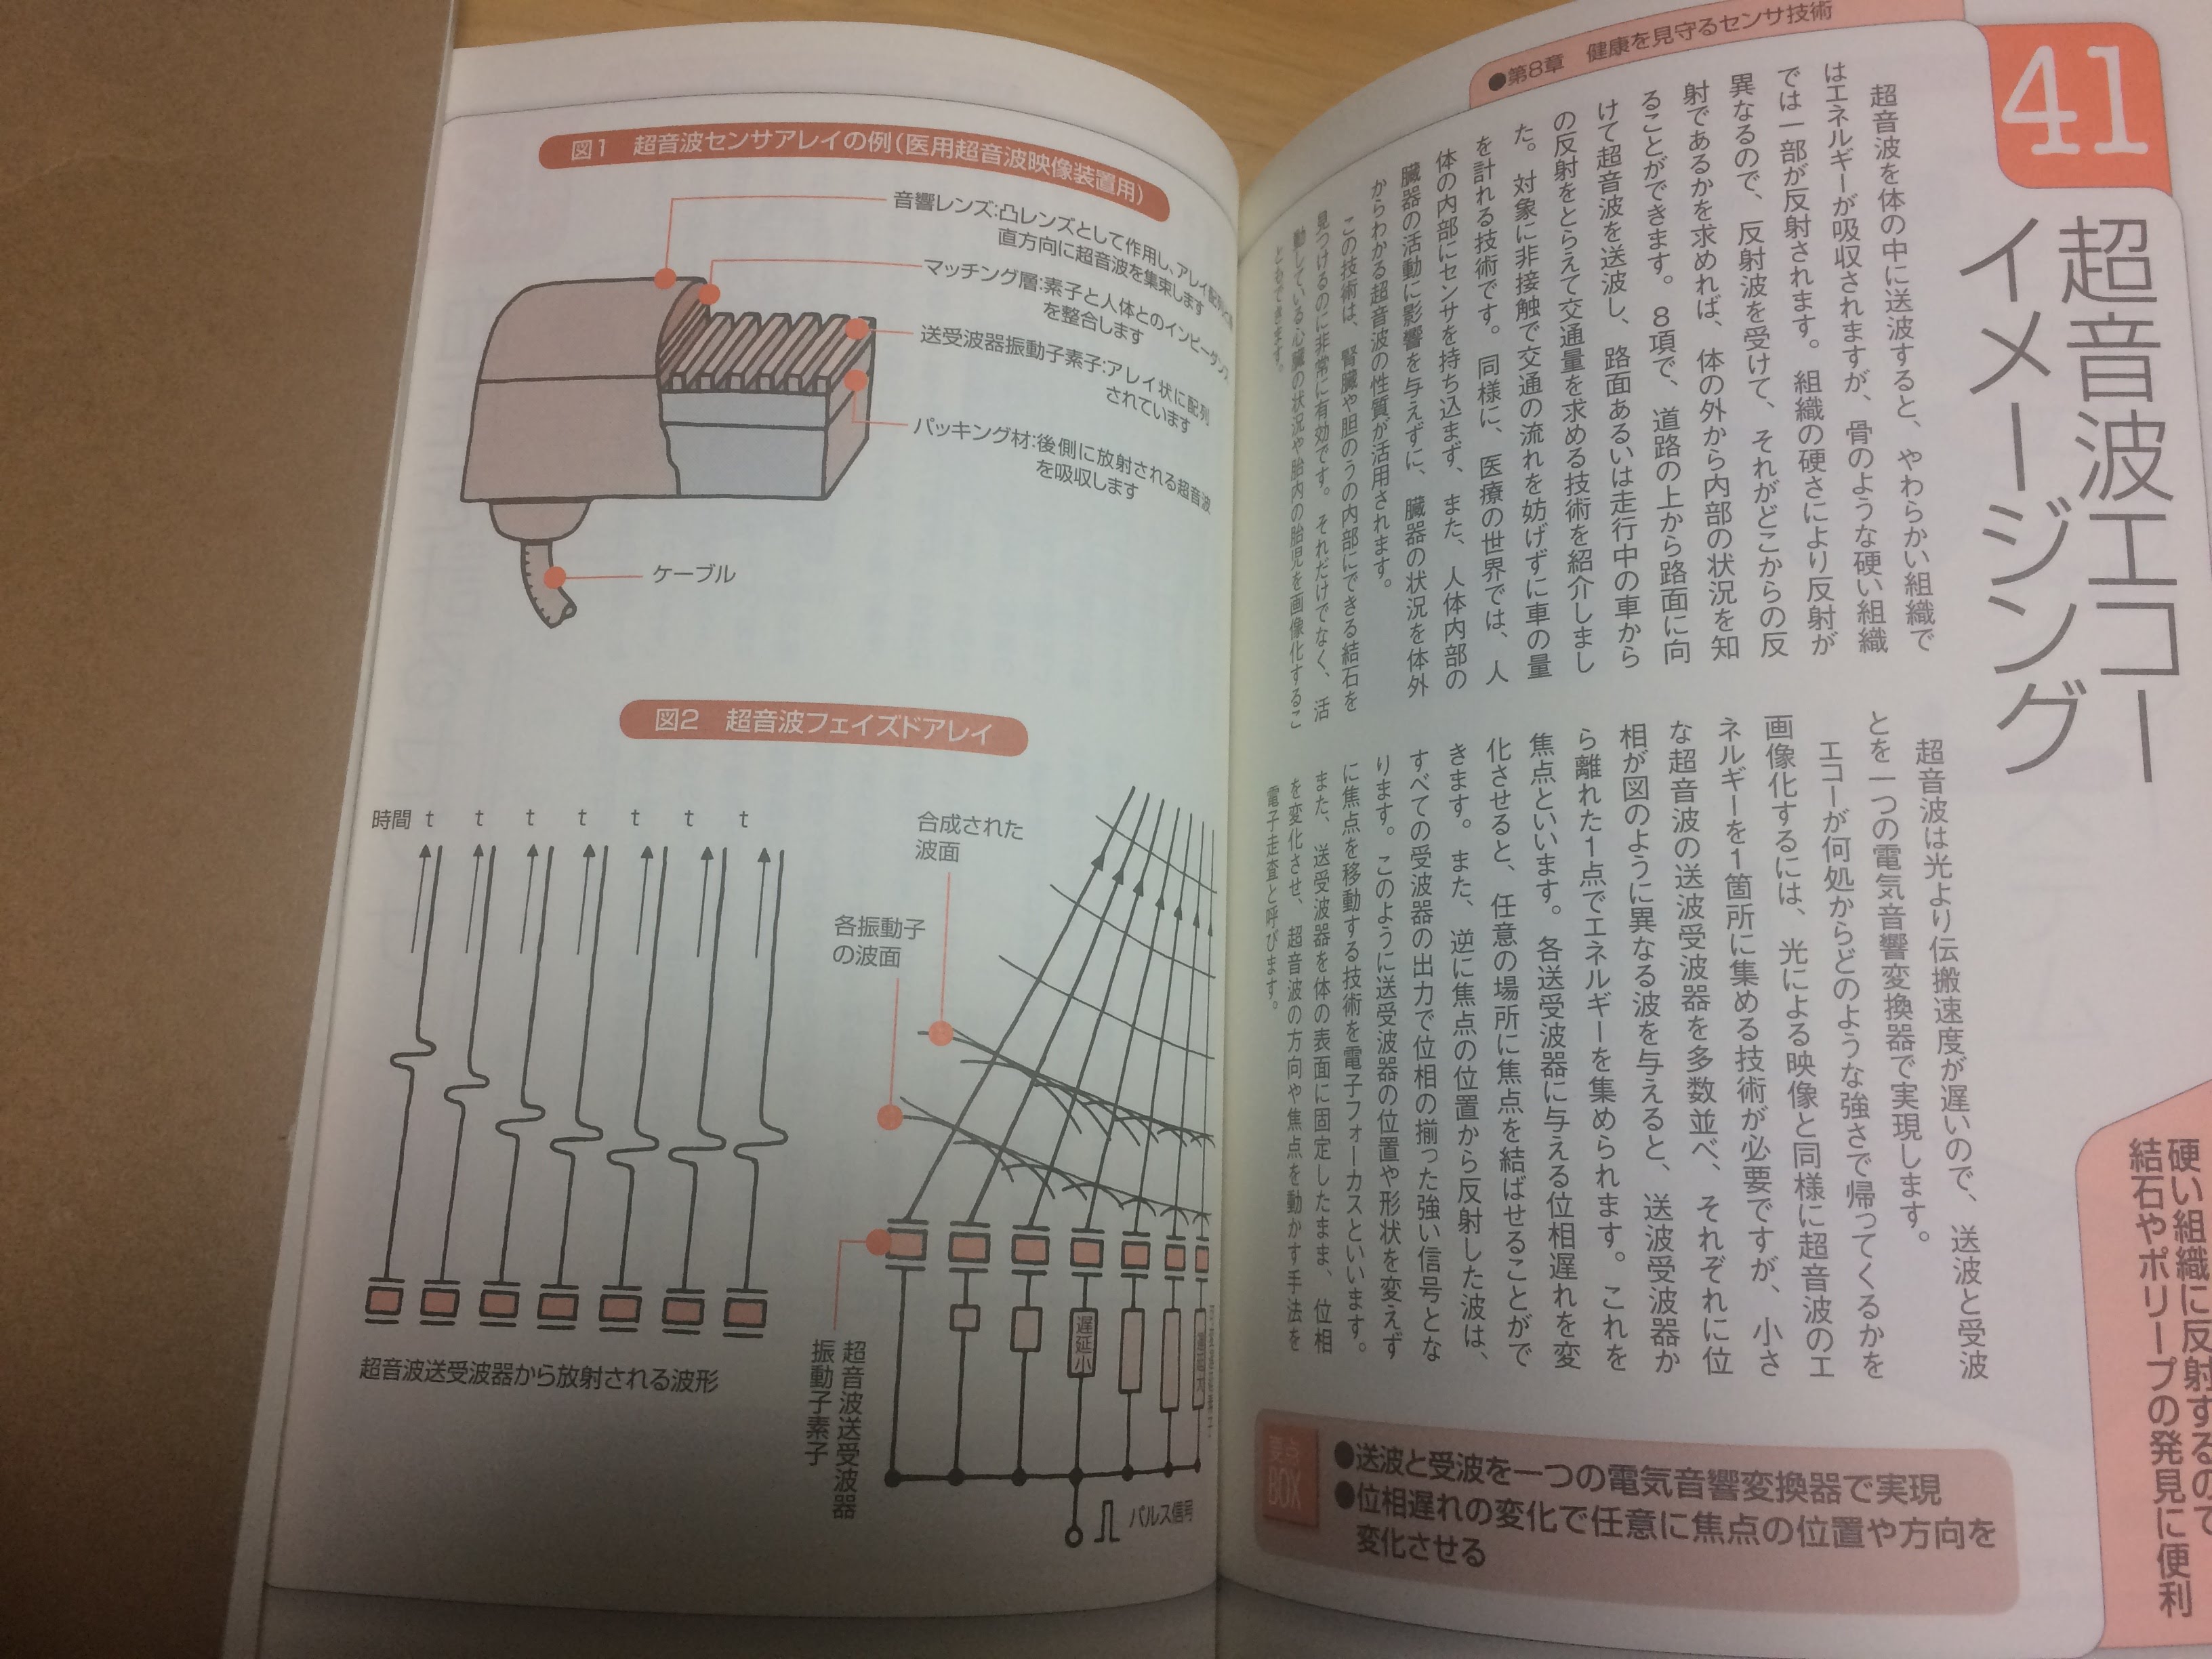 ●第8章 健康を見守るセンサ技術
41
超音波エコー
イメージング
硬い組織に反射するので
結石やポリープの発見に便利
超音波を体の中に送波すると、やわらかい組織で
はエネルギーが吸収されますが、骨のような硬い組織
では一部が反射されます。組織の硬さにより反射が
異なるので、反射波を受けて、それがどこからの反
射であるかを求めれば、体の外から内部の状況を知
ることができます。8項で、道路の上から路面に向
けて超音波を送波し、路面あるいは走行中の車から
の反射をとらえて交通量を求める技術を紹介しまし
た。対象に非接触で交通の流れを妨げずに車の量
を計れる技術です。同様に、医療の世界では、人
体の内部にセンサを持ち込まず、また、人体内部の
臓器の活動に影響を与えずに、臓器の状況を体外
からわかる超音波の性質が活用されます。
この技術は、腎臓や胆のうの内部にできる結石を
見つけるのに非常に有効です。それだけでなく、活
動している心臓の状況や胎内の胎児を画像化するこ
ともできます。
超音波は光より伝搬速度が遅いので、送波と受波
とを一つの電気音響変換器で実現します。
エコーが何処からどのような強さで帰ってくるかを
画像化するには、光による映像と同様に超音波のエ
ネルギーを1箇所に集める技術が必要ですが、小さ
な超音波の送波受波器を多数並べ、それぞれに位
相が図のように異なる波を与えると、送波受波器か
ら離れた1点でエネルギーを集められます。これを
焦点といいます。各送受波器に与える位相遅れを変
化させると、任意の場所に焦点を結ばせることがで
きます。また、逆に焦点の位置から反射した波は、
すべての受波器の出力で位相の揃った強い信号とな
ります。このように送受波器の位置や形状を変えず
に焦点を移動する技術を電子フォーカスといいます。
また、送受波器を体の表面に固定したまま、位相
を変化させ、超音波の方向や焦点を動かす手法を
電子走査と呼びます。
要点
BOX
●送波と受波を一つの電気音響変換器で実現
●位相遅れの変化で任意に焦点の位置や方向を
変化させる
図1 超音波センサアレイの例(医用超音波映像装置用)
音響レンズ:凸レンズとして作用し、アレイ配列と
直方向に超音波を集束します
マッチング層:素子と人体とのインピーダンス
を整合します
送受波器振動子素子:アレイ状に配列
されています
パッキング材:後側に放射される超音波
を吸収します
ケーブル
図2 超音波フェイズドアレイ
時間 t t t t t t t
超音波送受波器から放射される波形
合成された
波面
各振動子
の波面
超音波送受波器
振動子素子
遅延小
パルス信号